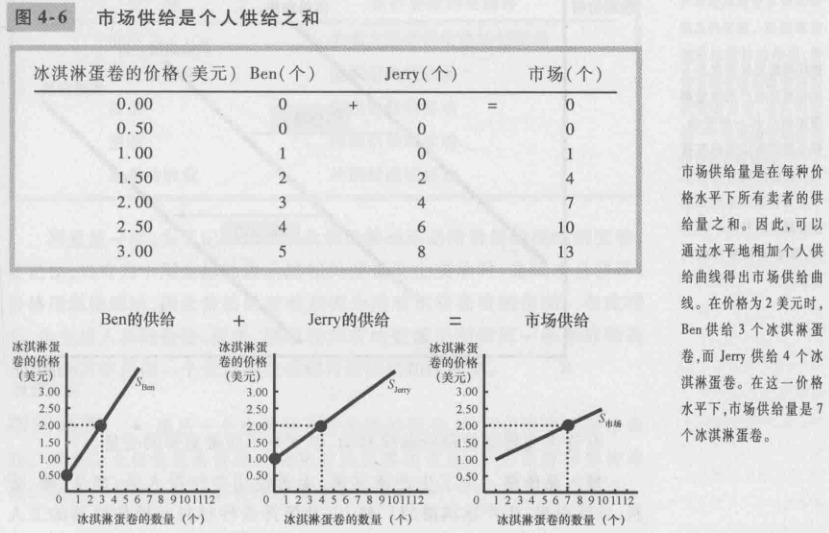 图 4-6 市场供给是个人供给之和
冰淇淋蛋卷的价格(美元) Ben(个) Jerry(个) 市场(个)
0.00 0 + 0 = 0
0.50 0 0 0
1.00 1 0 1
1.50 2 2 4
2.00 3 4 7
2.50 4 6 10
3.00 5 8 13
市场供给量是在每种价
格水平下所有卖者的供
给量之和。因此,可以
通过水平地相加个人供
给曲线得出市场供给曲
线。在价格为2美元时,
Ben 供给 3 个冰淇淋蛋
卷,而 Jerry 供给 4 个冰
淇淋蛋卷。在这一价格
水平下,市场供给量是7
个冰淇淋蛋卷。
Ben的供给 + Jerry的供给 = 市场供给
冰淇淋蛋
卷的价格
(美元)
3.00
2.50
2.00
1.50
1.00
0.50
S Ben
0 1 2 3 4 5 6 7 8 9 10 11 12
冰淇淋蛋卷的数量（个）
冰淇淋蛋
卷的价格
(美元)
3.00
2.50
2.00
1.50
1.00
0.50
S Jerry
0 1 2 3 4 5 6 7 8 9 10 11 12
冰淇淋蛋卷的数量（个）
冰淇淋蛋
卷的价格
(美元)
3.00
2.50
2.00
1.50
1.00
0.50
S 市场
0 1 2 3 4 5 6 7 8 9 10 11 12
冰淇淋蛋卷的数量（个）